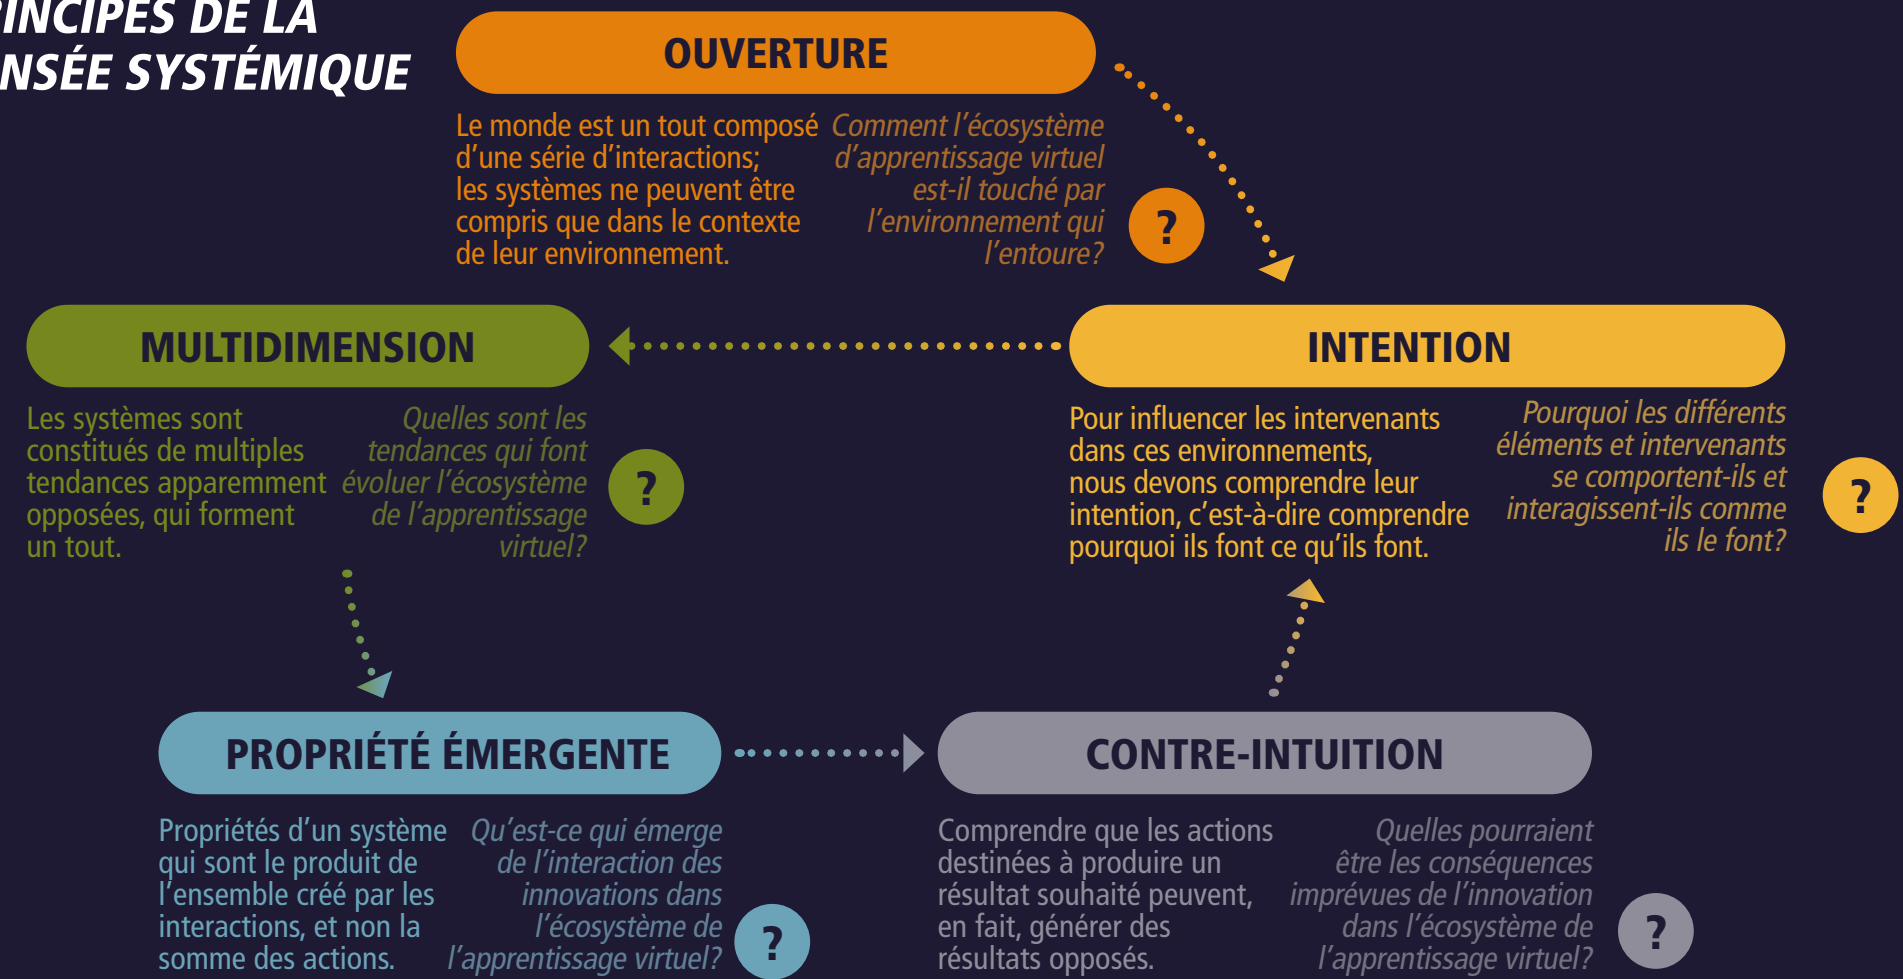 RINCIPES DE LA
NSÉE SYSTÉMIQUE
OUVERTURE
Le monde est un tout composé
d’une série d’interactions;
les systèmes ne peuvent être
compris que dans le contexte
de leur environnement.
Comment l’écosystème
d’apprentissage virtuel
est-il touché par
l’environnement qui
l’entoure?
?
MULTIDIMENSION
Les systèmes sont
constitués de multiples
tendances apparemment
opposées, qui forment
un tout.
Quelles sont les
tendances qui font
évoluer l’écosystème
de l’apprentissage
virtuel?
?
INTENTION
Pour influencer les intervenants
dans ces environnements,
nous devons comprendre leur
intention, c’est-à-dire comprendre
pourquoi ils font ce qu’ils font.
Pourquoi les différents
éléments et intervenants
se comportent-ils et
interagissent-ils comme
ils le font?
?
PROPRIÉTÉ ÉMERGENTE
Propriétés d’un système
qui sont le produit de
l’ensemble créé par les
interactions, et non la
somme des actions.
Qu’est-ce qui émerge
de l’interaction des
innovations dans
l’écosystème de
l’apprentissage virtuel?
?
CONTRE-INTUITION
Comprendre que les actions
destinées à produire un
résultat souhaité peuvent,
en fait, générer des
résultats opposés.
Quelles pourraient
être les conséquences
imprévues de l’innovation
dans l’écosystème de
l’apprentissage virtuel?
?